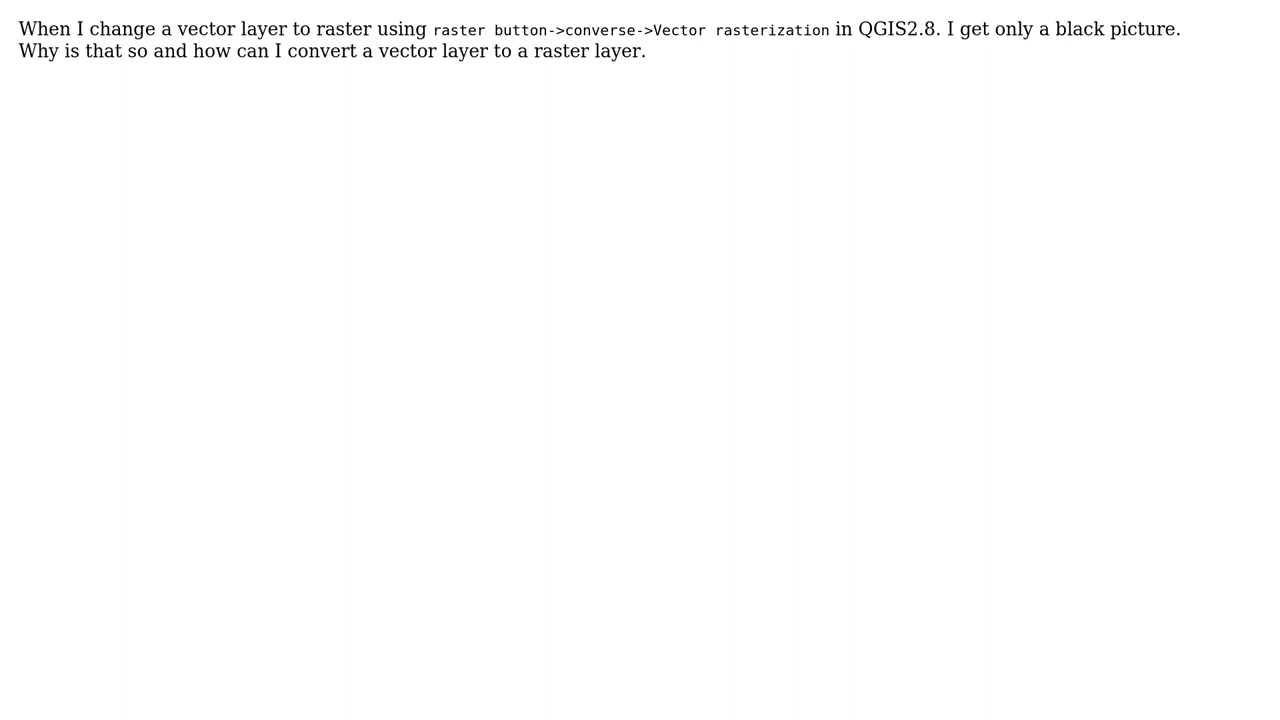 When I change a vector layer to raster using raster button->converse->Vector rasterization in QGIS2.8. I get only a black picture.
Why is that so and how can I convert a vector layer to a raster layer.